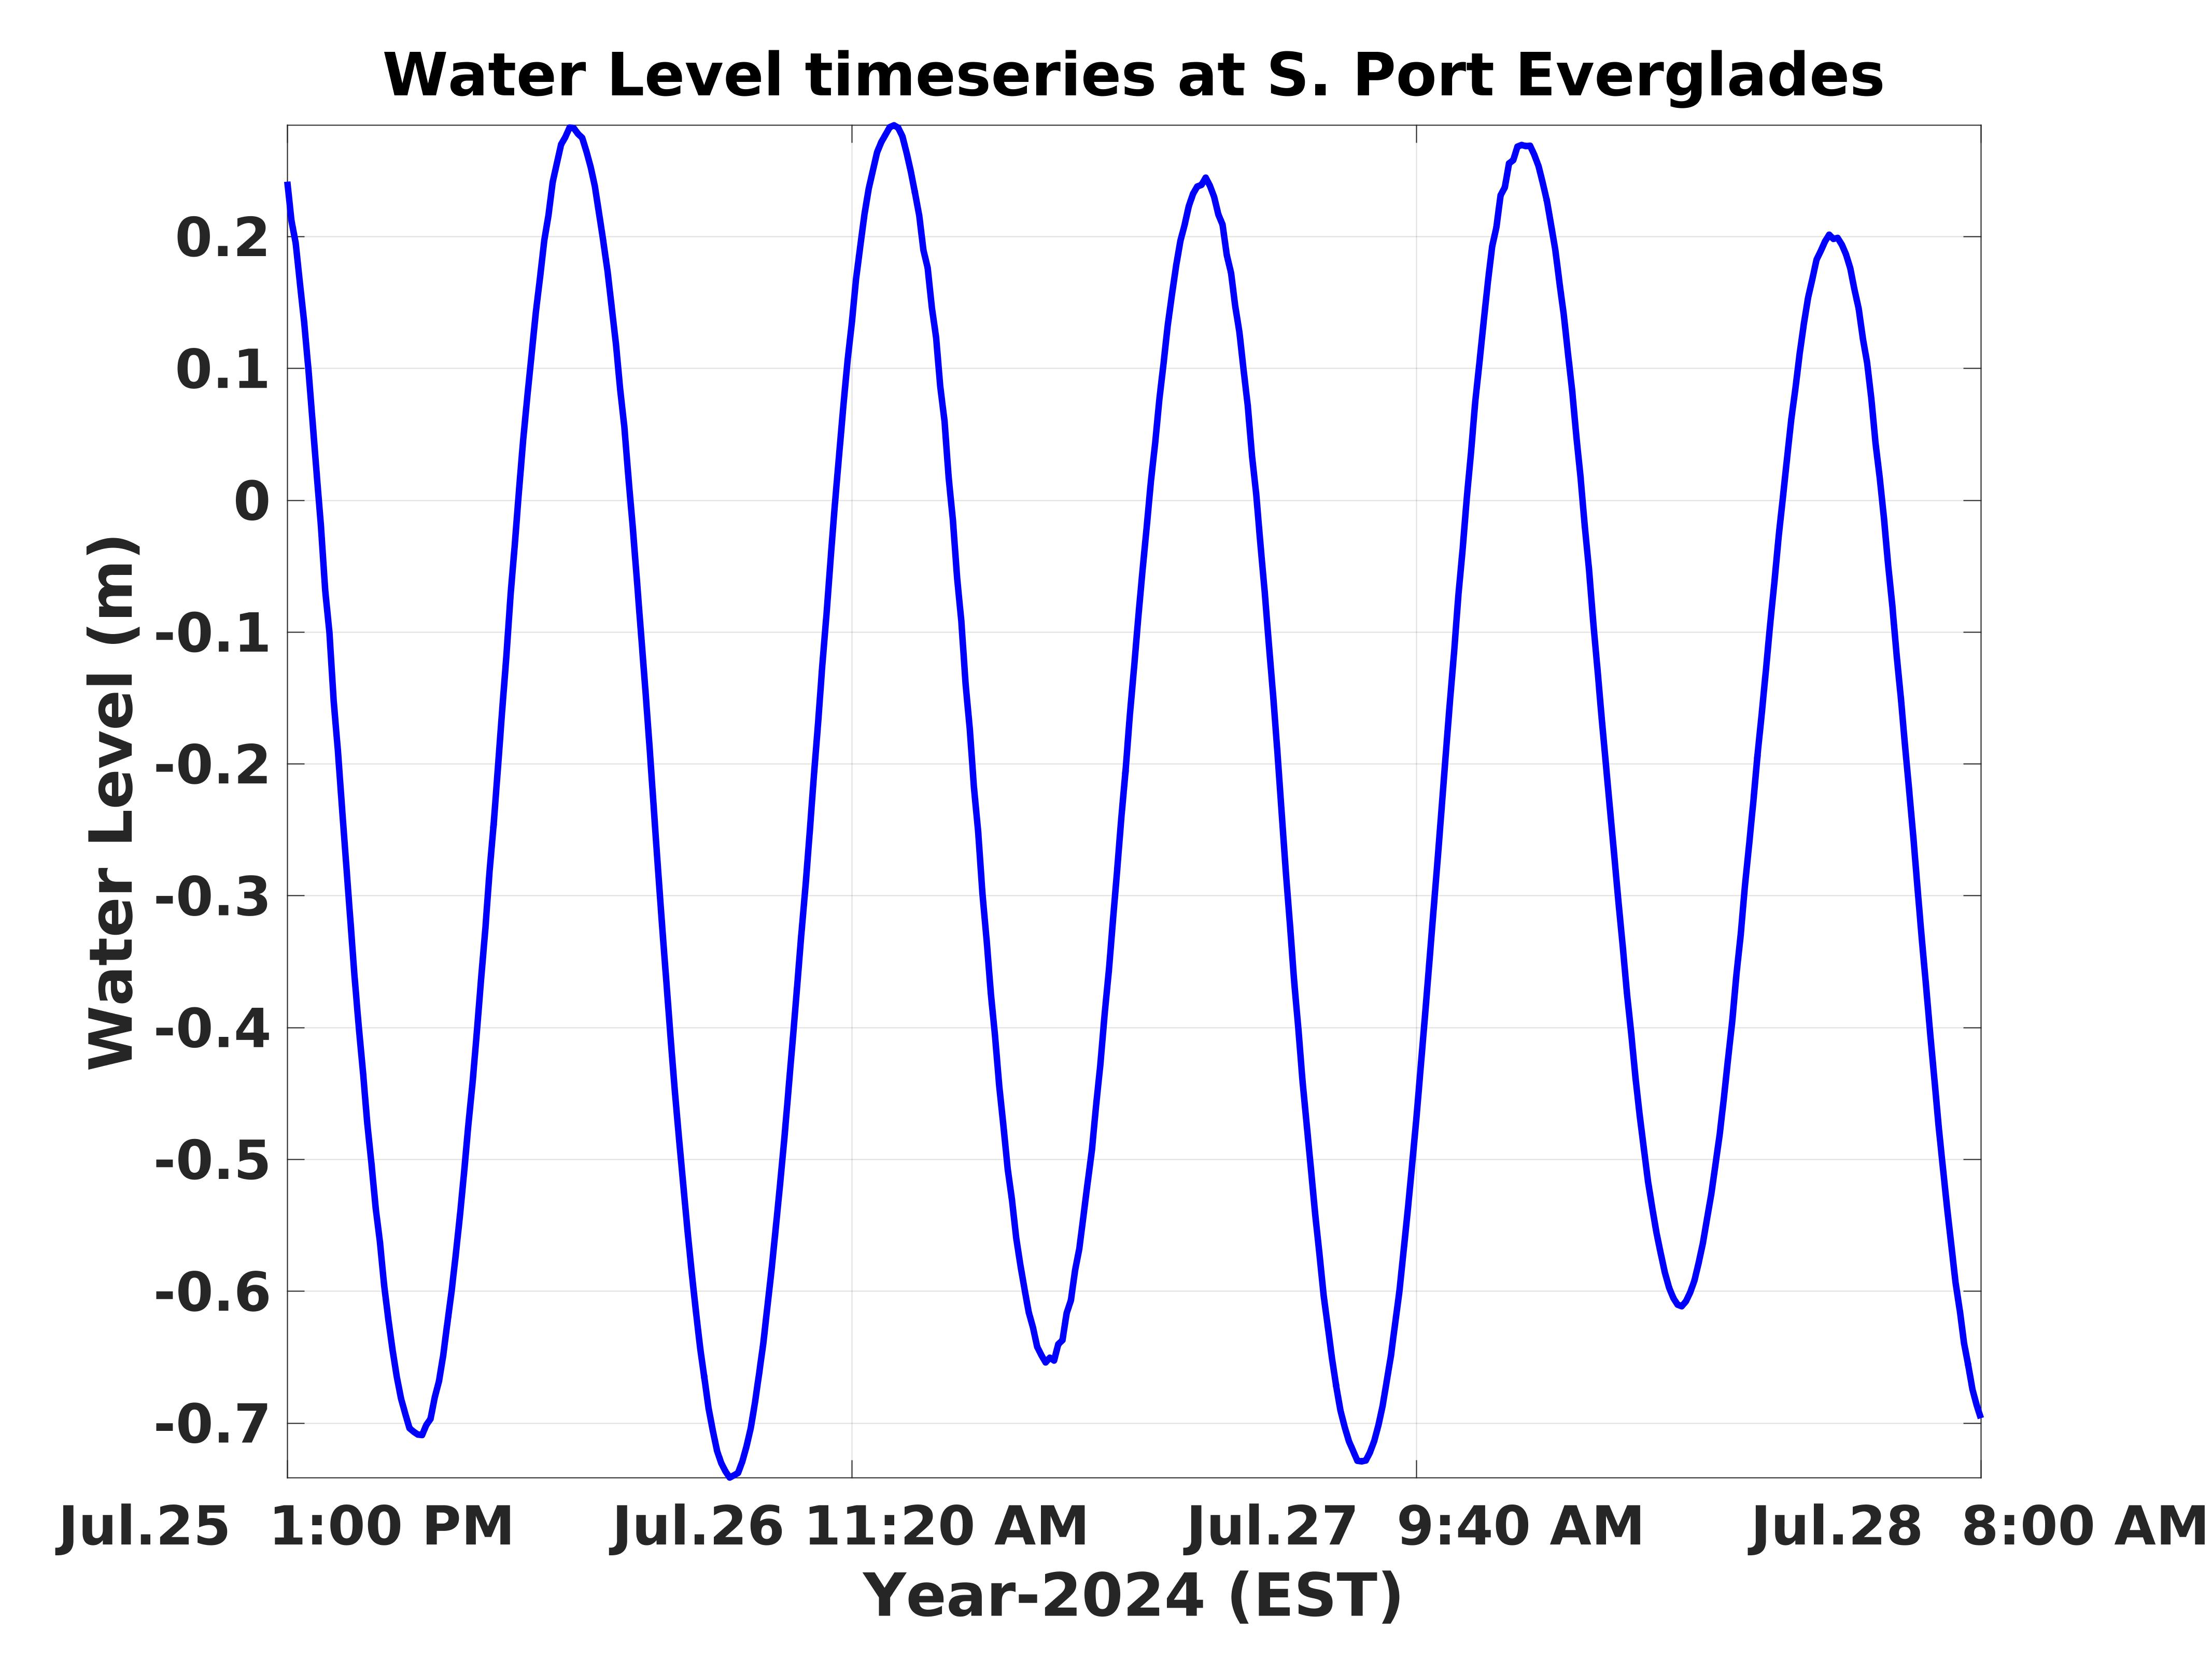 Water Level timeseries at S. Port Everglades
Water Level (m)
0.2
0.1
0
-0.1
-0.2
-0.3
-0.4
-0.5
-0.6
-0.7
Jul.25 1:00 PM Jul.26 11:20 AM Jul.27 9:40 AM Jul.28 8:00 AM
Year-2024 (EST)